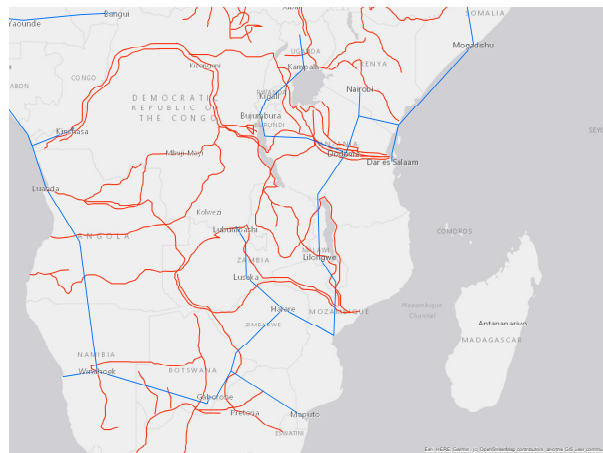 SOMALIA
Yaounde
Bangui
Mogadishu
UGANDA
Kisangani
Kampala
KENYA
CONGO
Nairobi
DEMOCRATIC
REPUBLIC OF
THE CONGO
RWANDA
Kigali
Bujumbura
BURUNDI
Kinshasa
TANZANIA
Dodoma
Dar es Salaam
Mbuji-Mayi
Luanda
Kolwezi
ANGOLA
Lubumbashi
COMOROS
MALAWI
Lilongwe
ZAMBIA
Lusaka
Mozambique
Channel
Harare
MOZAMBIQUE
ZIMBABWE
Antananarivo
MADAGASCAR
NAMIBIA
Windhoek
BOTSWANA
Gaborone
Pretoria
Maputo
ESWATINI
Esri, HERE, Garmin, (c) OpenStreetMap contributors, and the GIS user commu